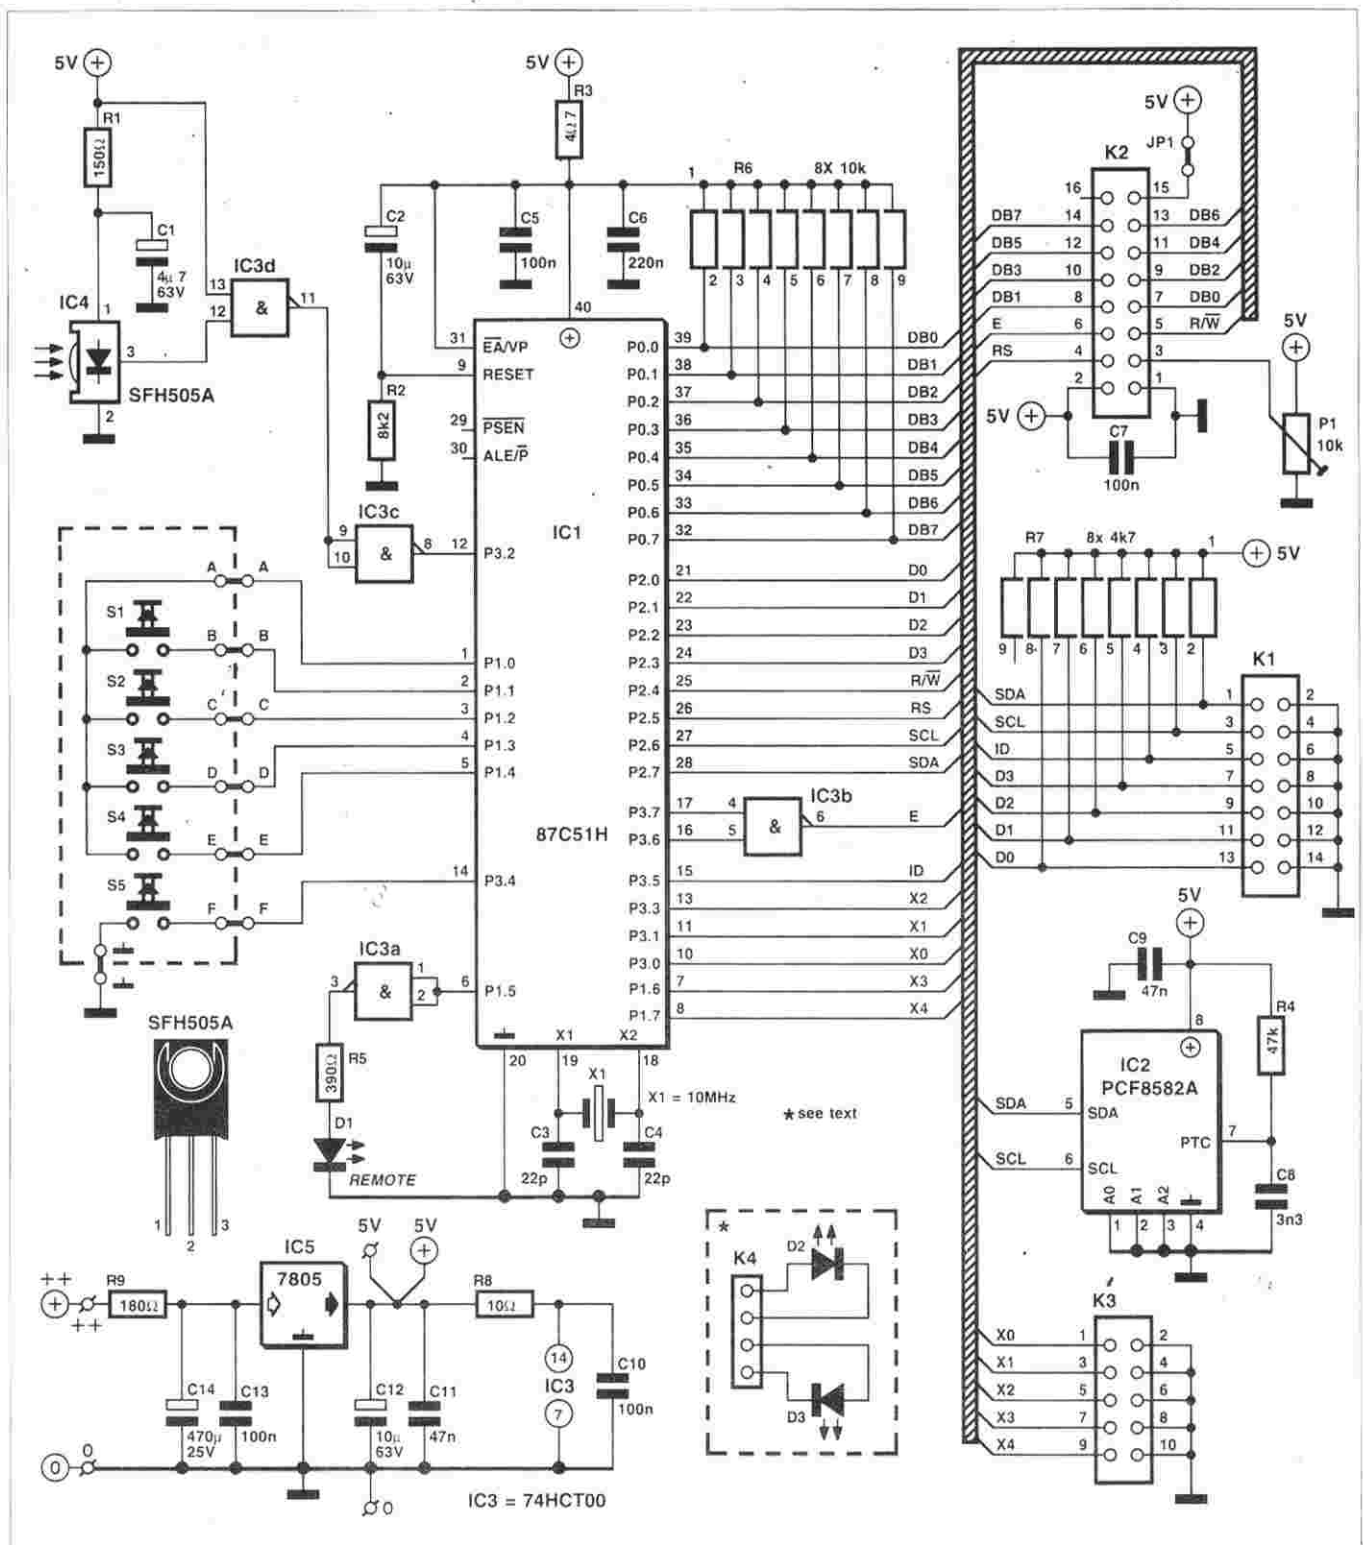 5V
R1
150Ω
C1
4μ 7
63V
IC4
1
3
2
SFH505A
IC3d
13
12
&
11
5V
R3
4Ω 7
C2
10μ
63V
C5
100n
C6
220n
R2
8k2
1
R6
8X 10k
2
3
4
5
6
7
8
9
IC3c
9
10
&
8
IC1
87C51H
40
31
EA/VP
9
RESET
29
PSEN
30
ALE/P
12
P3.2
1
P1.0
2
P1.1
3
P1.2
4
P1.3
5
P1.4
14
P3.4
6
P1.5
P0.0
39
DB0
P0.1
38
DB1
P0.2
37
DB2
P0.3
36
DB3
P0.4
35
DB4
P0.5
34
DB5
P0.6
33
DB6
P0.7
32
DB7
P2.0
21
D0
P2.1
22
D1
P2.2
23
D2
P2.3
24
D3
P2.4
25
R/W̅
P2.5
26
RS
P2.6
27
SCL
P2.7
28
SDA
P3.7
17
4
P3.6
16
5
IC3b
&
6
E
P3.5
15
ID
P3.3
13
X2
P3.1
11
X1
P3.0
10
X0
P1.6
7
X3
P1.7
8
X4
20
X1
19
X2
18
A A
S1
B B
S2
C C
S3
D D
S4
E E
S5
F F
IC3a
3
&
1
2
R5
390Ω
D1
REMOTE
X1
X1 = 10MHz
C3
22p
C4
22p
* see text
SFH505A
1
2
3
5V
JP1
K2
16
15
DB7
14
13
DB6
DB5
12
11
DB4
DB3
10
9
DB2
DB1
8
7
DB0
E
6
5
R/W̅
RS
4
3
2
1
5V
C7
100n
5V
P1
10k
R7
8x 4k7
1
5V
9
8
7
6
5
4
3
2
K1
SDA
1
2
SCL
3
4
ID
5
6
D3
7
8
D2
9
10
D1
11
12
D0
13
14
5V
C9
47n
8
R4
47k
IC2
PCF8582A
SDA
5
SDA
SCL
6
SCL
PTC
7
A0
A1
A2
1
2
3
4
C8
3n3
K3
X0
1
2
X1
3
4
X2
5
6
X3
7
8
X4
9
10
*
K4
D2
D3
++
++
R9
180Ω
IC5
7805
5V
R8
10Ω
14
IC3
7
C10
100n
C14
470μ
25V
C13
100n
C12
10μ
63V
C11
47n
0
0
0
IC3 = 74HCT00